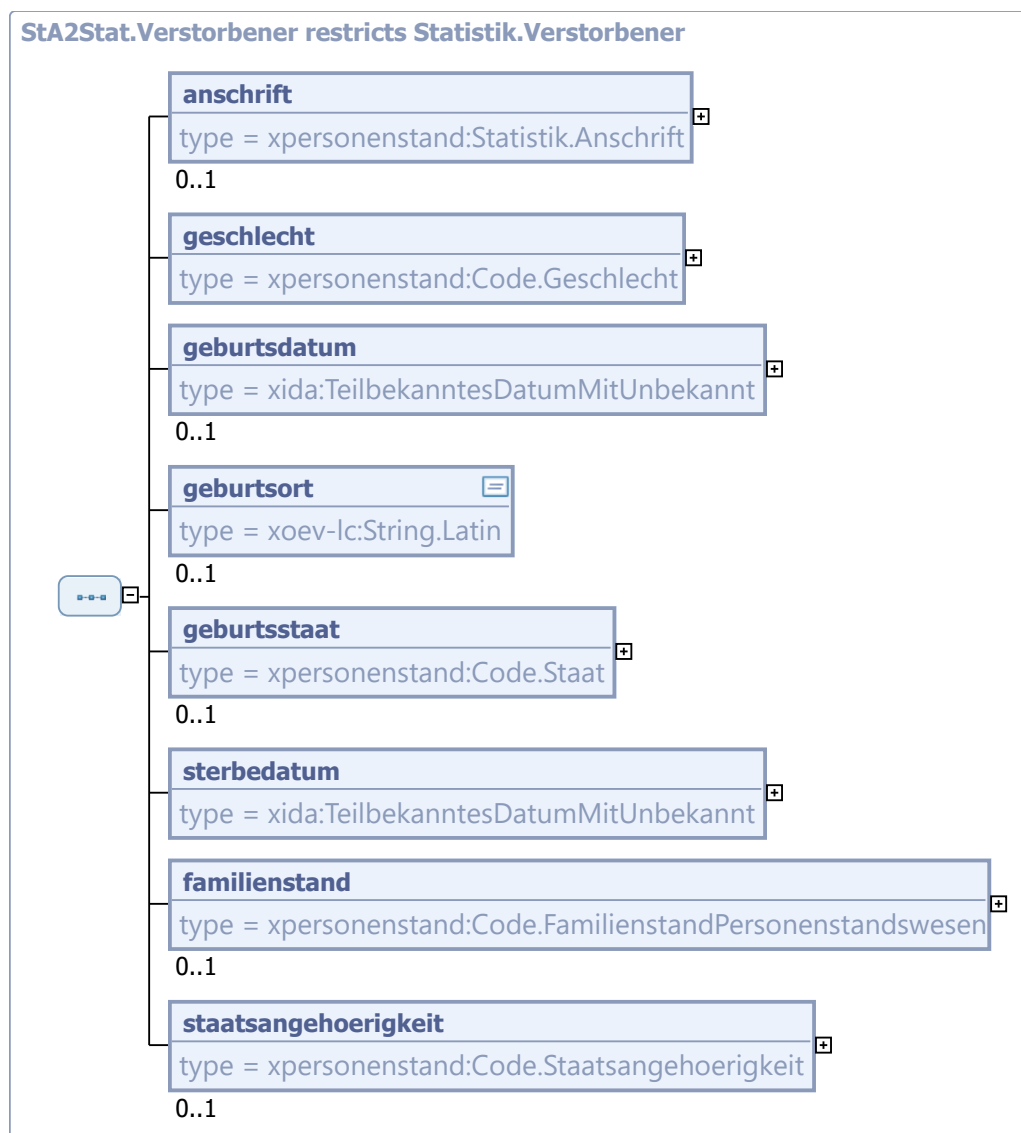 StA2Stat.Verstorbener restricts Statistik.Verstorbener
anschrift
type = xpersonenstand:Statistik.Anschrift
0..1
geschlecht
type = xpersonenstand:Code.Geschlecht
geburtsdatum
type = xida:TeilbekanntesDatumMitUnbekannt
0..1
geburtsort
type = xoev-lc:String.Latin
0..1
geburtsstaat
type = xpersonenstand:Code.Staat
0..1
sterbedatum
type = xida:TeilbekanntesDatumMitUnbekannt
familienstand
type = xpersonenstand:Code.FamilienstandPersonenstandswesen
0..1
staatsangehoerigkeit
type = xpersonenstand:Code.Staatsangehoerigkeit
0..1